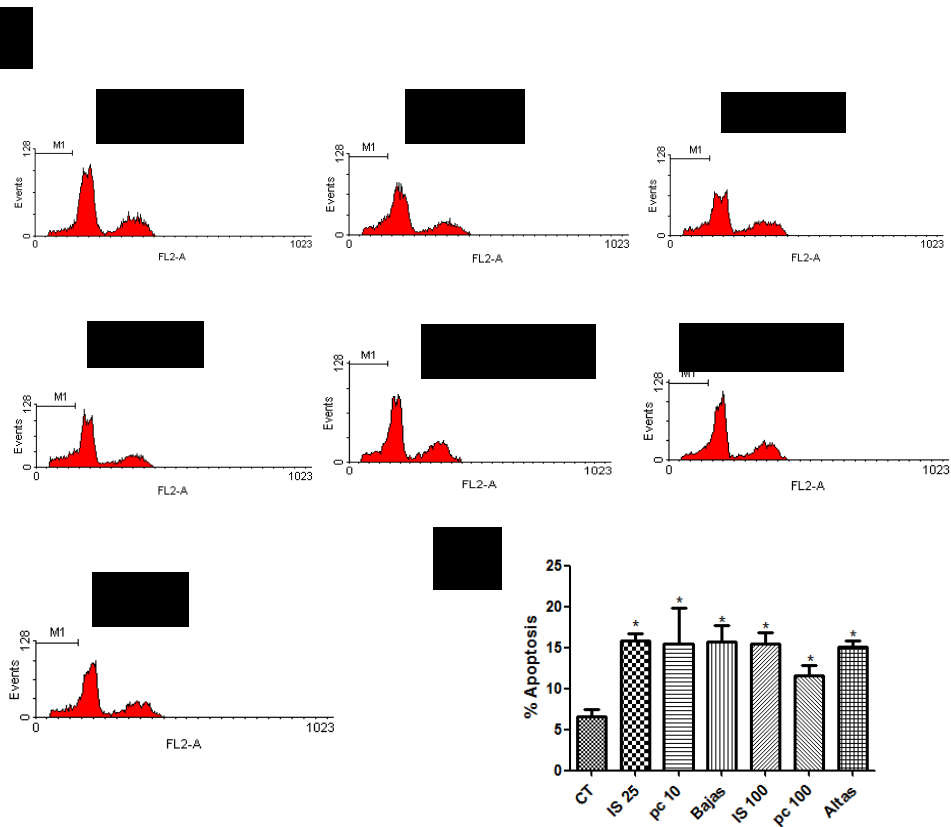 128
M1
Events
0
0
1023
FL2-A
128
M1
Events
0
0
1023
FL2-A
128
M1
Events
0
0
1023
FL2-A
128
M1
Events
0
0
1023
FL2-A
128
M1
Events
0
0
1023
FL2-A
128
M1
Events
0
0
1023
FL2-A
128
M1
Events
0
0
1023
FL2-A
% Apoptosis
25
20
15
10
5
0
* * * * * *
CT
IS 25
pc 10
Bajas
IS 100
pc 100
Altas